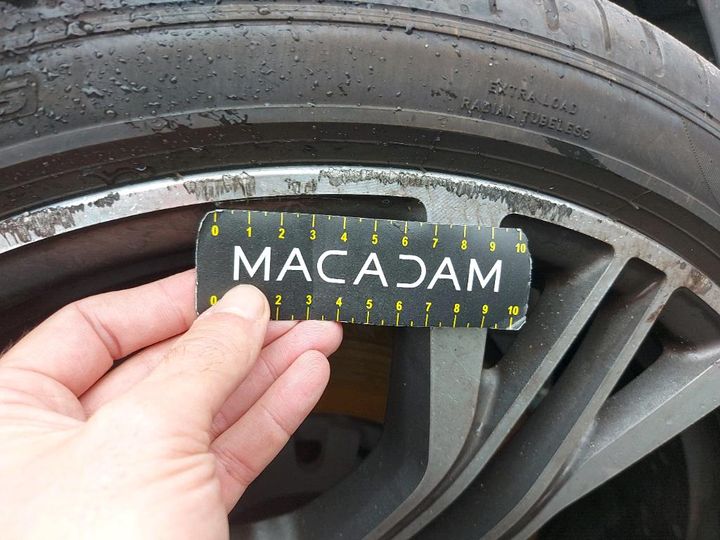 EXTRA LOAD
RADIAL TUBELESS
0 1 2 3 4 5 6 7 8 9 10
MACADAM
0 2 3 4 5 6 7 8 9 10